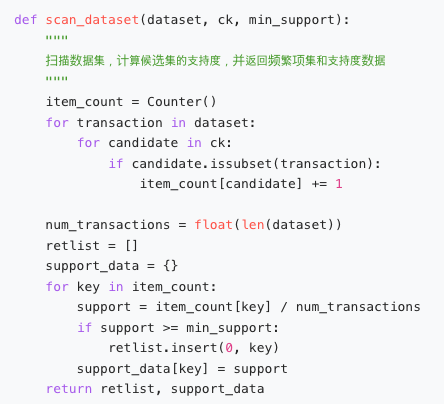 def scan_dataset(dataset, ck, min_support):
    """
    扫描数据集，计算候选集的支持度，并返回频繁项集和支持度数据
    """
    item_count = Counter()
    for transaction in dataset:
        for candidate in ck:
            if candidate.issubset(transaction):
                item_count[candidate] += 1

    num_transactions = float(len(dataset))
    retlist = []
    support_data = {}
    for key in item_count:
        support = item_count[key] / num_transactions
        if support >= min_support:
            retlist.insert(0, key)
        support_data[key] = support
    return retlist, support_data